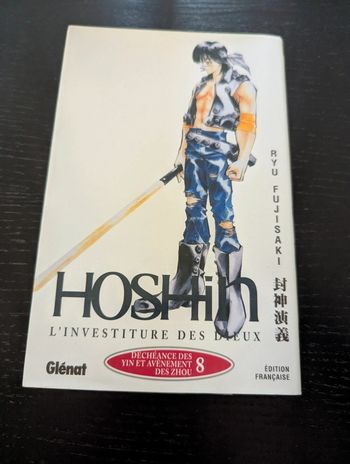 RYU FUJISAKI
HOSHin
封神演義
L'INVESTITURE DES DIEUX
Glénat
DÉCHÉANCE DES
YIN ET AVÈNEMENT 8
DES ZHOU
ÉDITION
FRANÇAISE